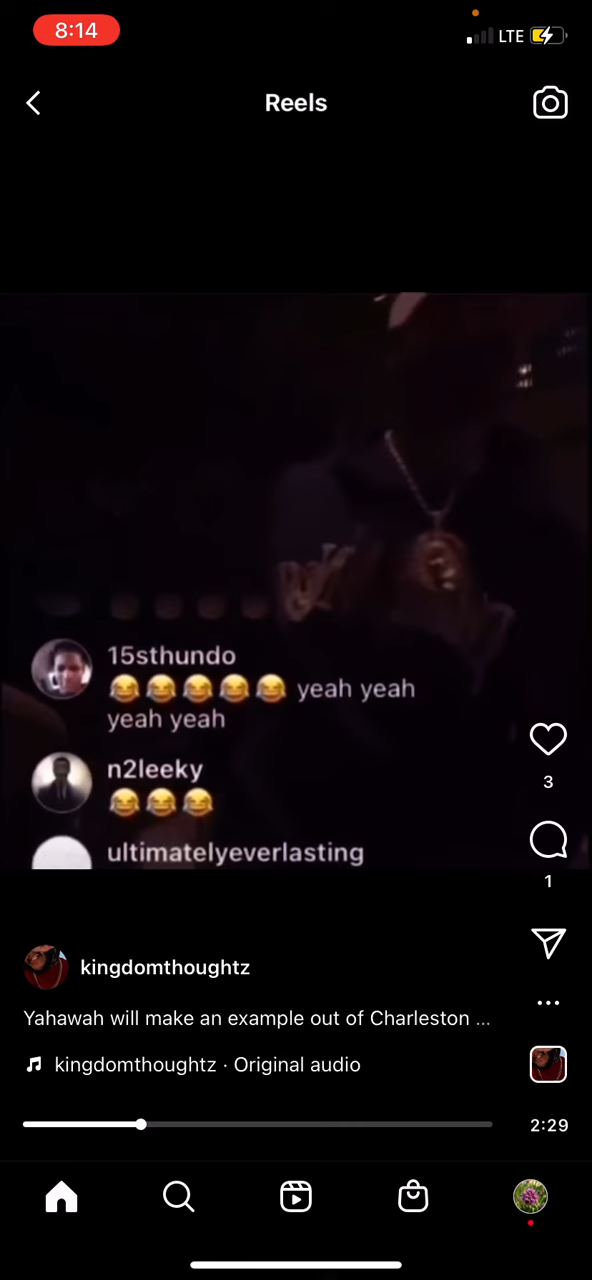 8:14
LTE
Reels
15sthundo
😂😂😂😂😂 yeah yeah
yeah yeah
n2leeky
😂😂😂
ultimatelyeverlasting
3
1
kingdomthoughtz
Yahawah will make an example out of Charleston ...
kingdomthoughtz · Original audio
2:29